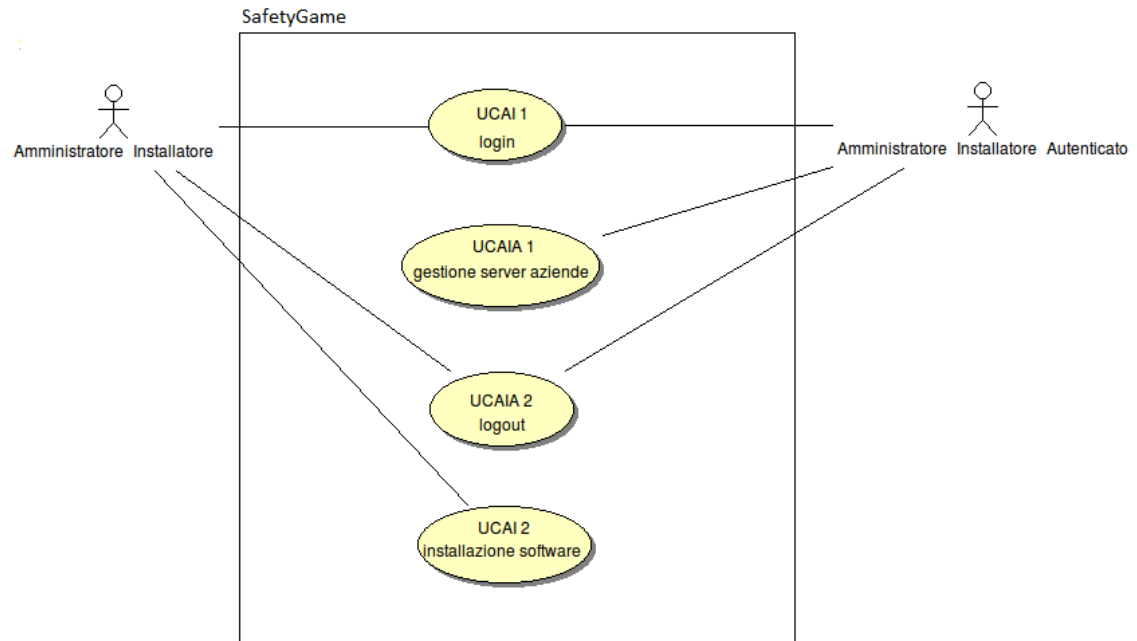 SafetyGame
UCAI 1
login
Amministratore Installatore
Amministratore Installatore Autenticato
UCAIA 1
gestione server aziende
UCAIA 2
logout
UCAI 2
installazione software